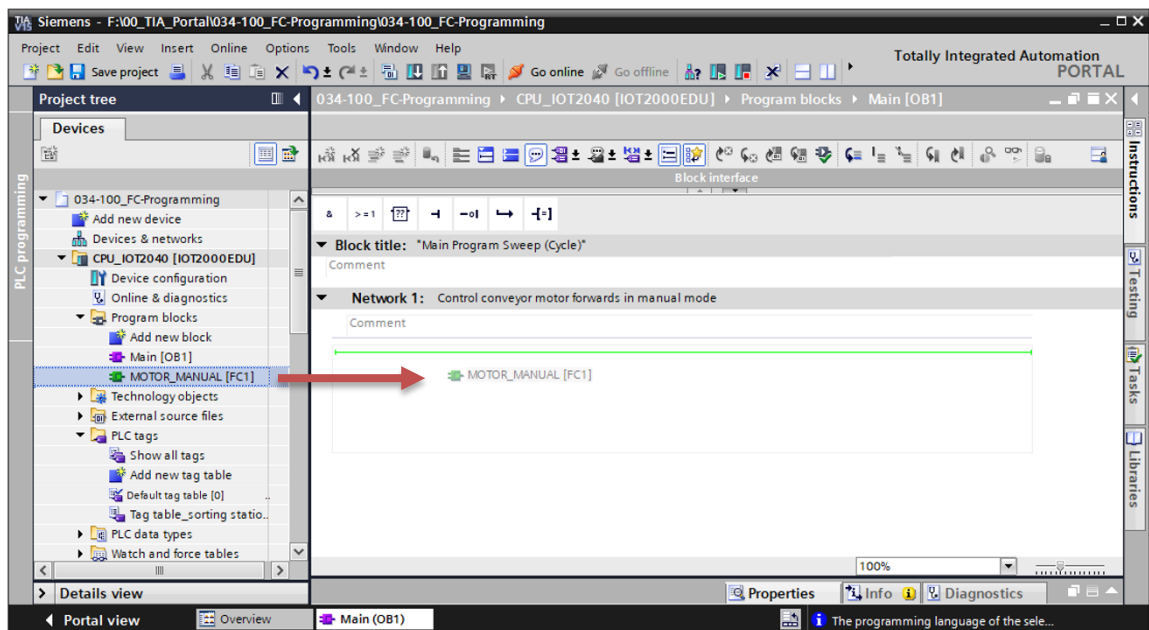 TIA
V15
Siemens - F:\00_TIA_Portal\034-100_FC-Programming\034-100_FC-Programming
Project Edit View Insert Online Options Tools Window Help
Totally Integrated Automation
PORTAL
Save project
Go online
Go offline
Project tree
034-100_FC-Programming CPU_IOT2040 [IOT2000EDU] Program blocks Main [OB1]
Devices
Block interface
PLC programming
034-100_FC-Programming
Add new device
Devices & networks
CPU_IOT2040 [IOT2000EDU]
Device configuration
Online & diagnostics
Program blocks
Add new block
Main [OB1]
MOTOR_MANUAL [FC1]
Technology objects
External source files
PLC tags
Show all tags
Add new tag table
Default tag table [0] ..
Tag table_sorting statio..
PLC data types
Watch and force tables
Details view
& >=1 ?? -| -o| -[=]
Block title: "Main Program Sweep (Cycle)"
Comment
Network 1: Control conveyor motor forwards in manual mode
Comment
MOTOR_MANUAL [FC1]
100%
Properties
Info
Diagnostics
Instructions
Testing
Tasks
Libraries
Portal view
Overview
Main (OB1)
The programming language of the sele...